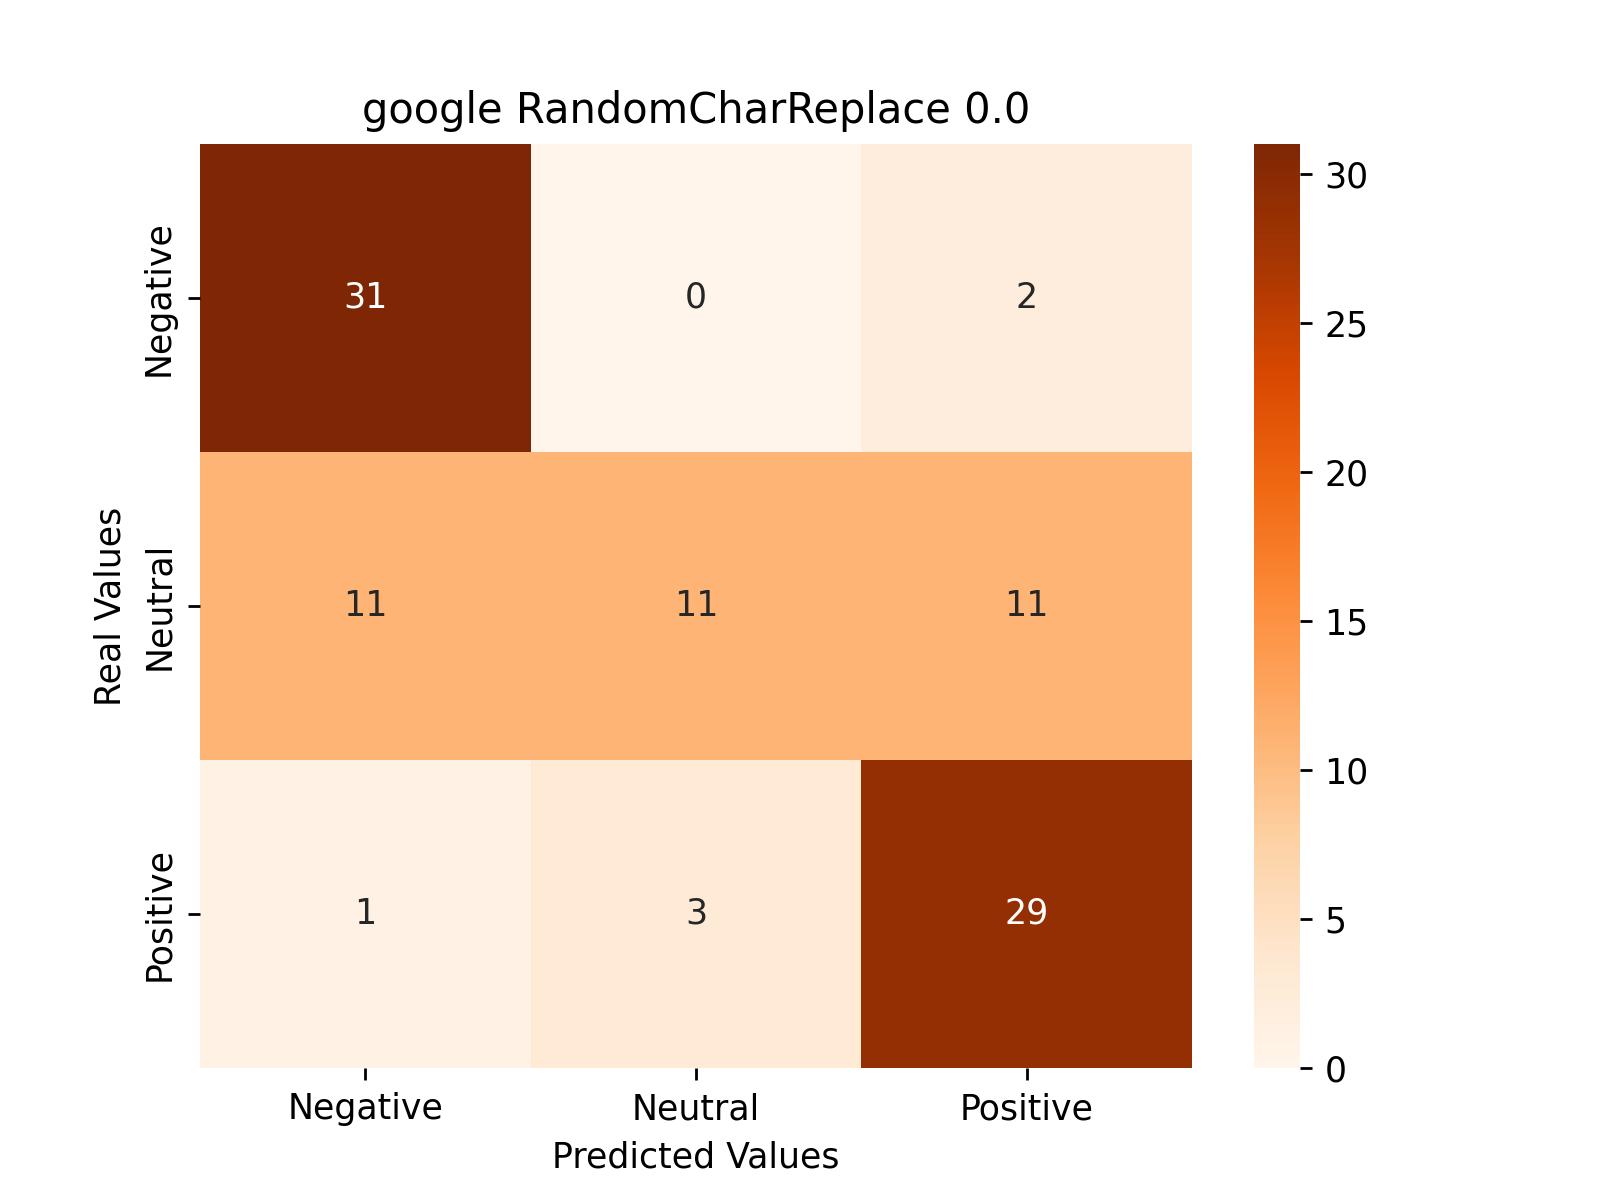 google RandomCharReplace 0.0
Real Values
Negative
31 0 2
Neutral
11 11 11
Positive
1 3 29
Negative Neutral Positive
Predicted Values
30
25
20
15
10
5
0